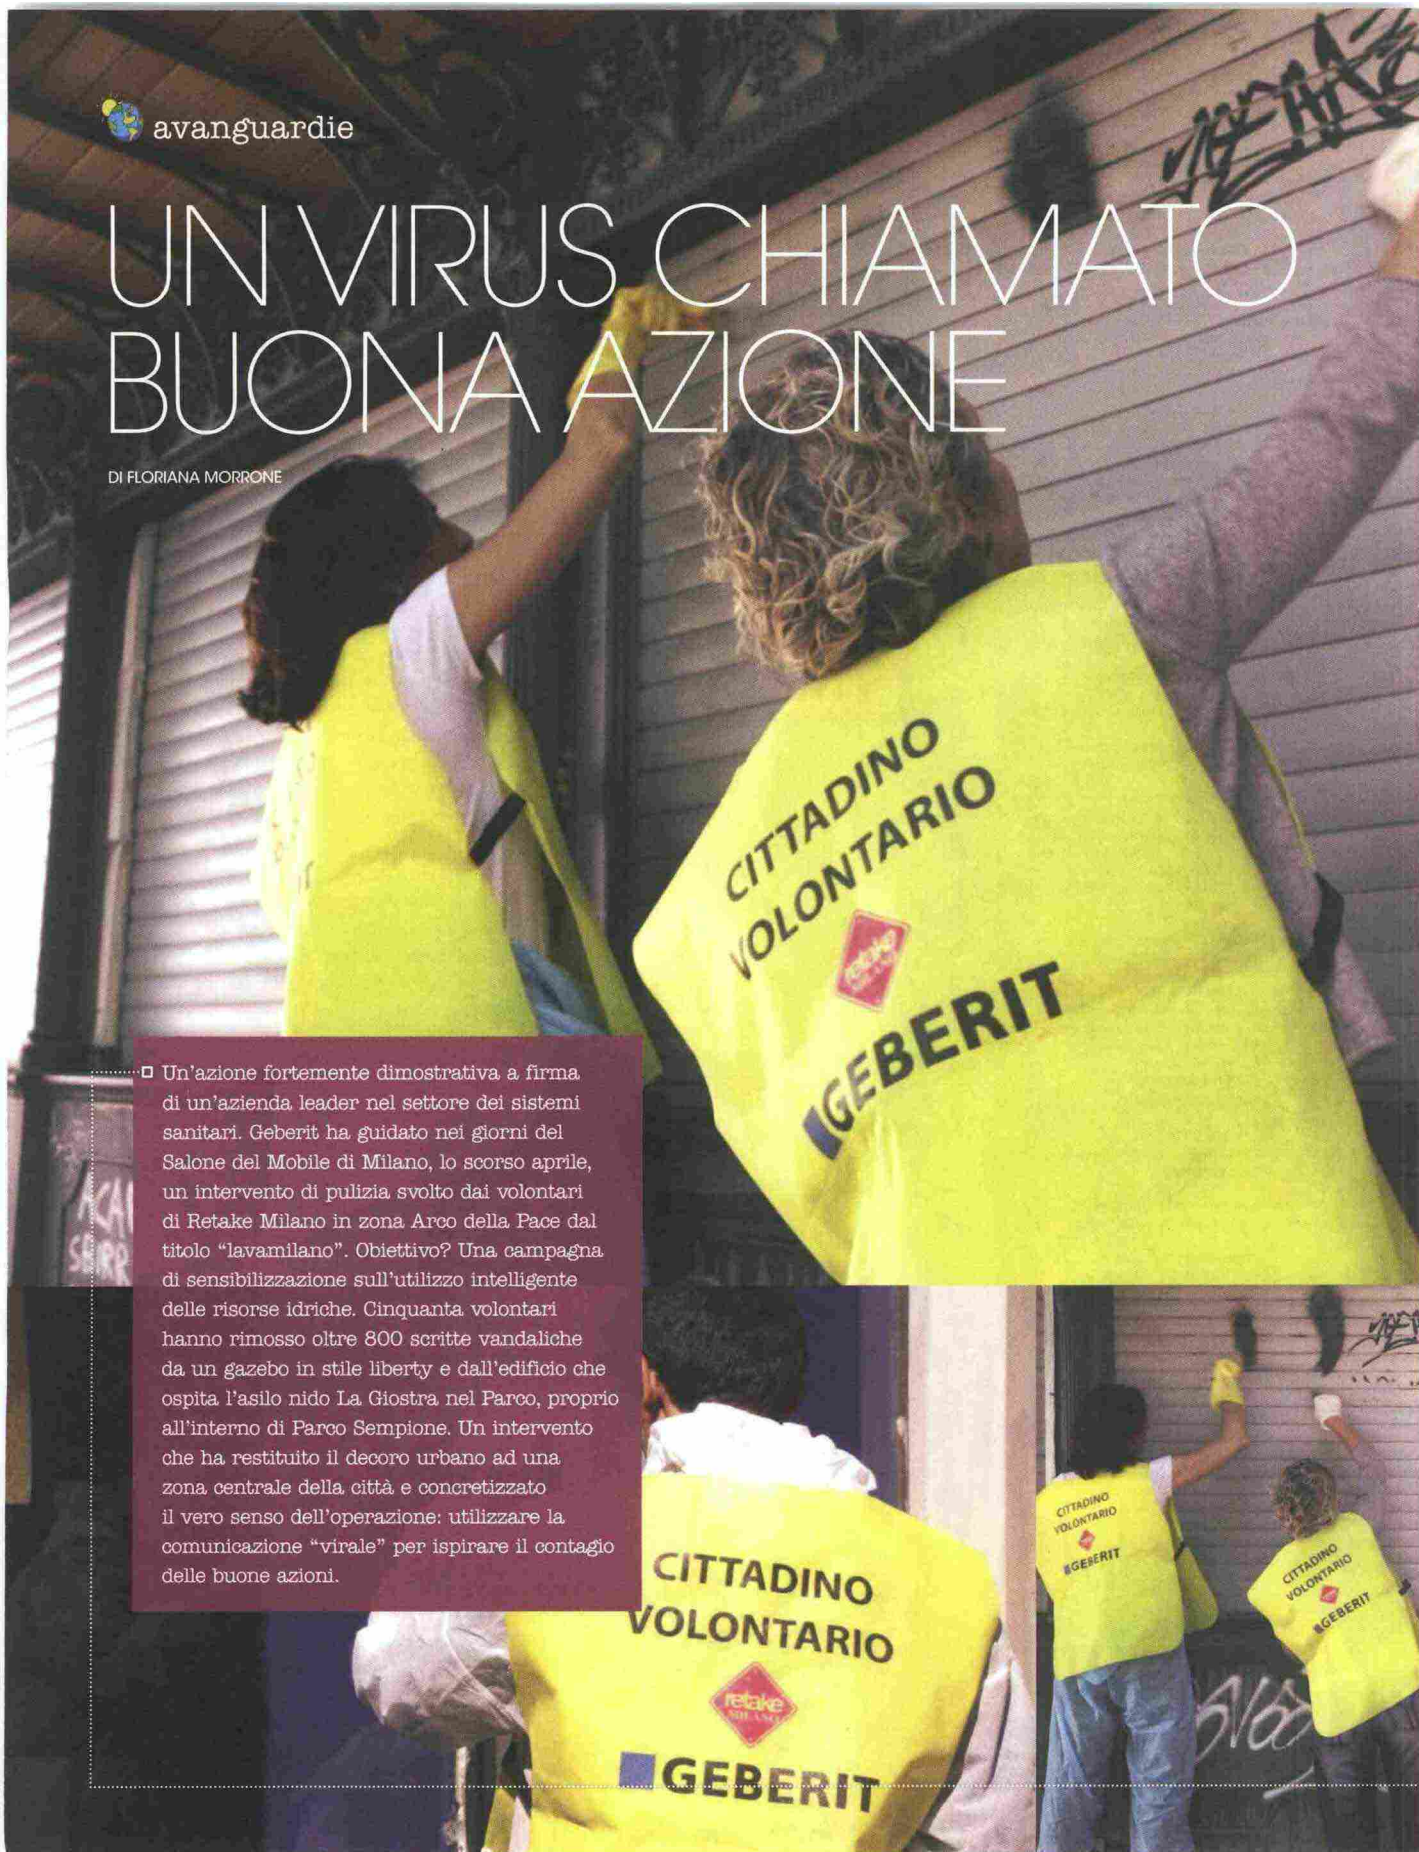 avanguardie
UN VIRUS CHIAMATO
BUONA AZIONE
DI FLORIANA MORRONE
CITTADINO
VOLONTARIO
retake
GEBERIT
Un'azione fortemente dimostrativa a firma
di un'azienda leader nel settore dei sistemi
sanitari. Geberit ha guidato nei giorni del
Salone del Mobile di Milano, lo scorso aprile,
un intervento di pulizia svolto dai volontari
di Retake Milano in zona Arco della Pace dal
titolo “lavamilano”. Obiettivo? Una campagna
di sensibilizzazione sull'utilizzo intelligente
delle risorse idriche. Cinquanta volontari
hanno rimosso oltre 800 scritte vandaliche
da un gazebo in stile liberty e dall'edificio che
ospita l'asilo nido La Giostra nel Parco, proprio
all'interno di Parco Sempione. Un intervento
che ha restituito il decoro urbano ad una
zona centrale della città e concretizzato
il vero senso dell'operazione: utilizzare la
comunicazione “virale” per ispirare il contagio
delle buone azioni.
CITTADINO
VOLONTARIO
retake
MILANO
GEBERIT
CITTADINO
VOLONTARIO
GEBERIT
CITTADINO
VOLONTARIO
GEBERIT